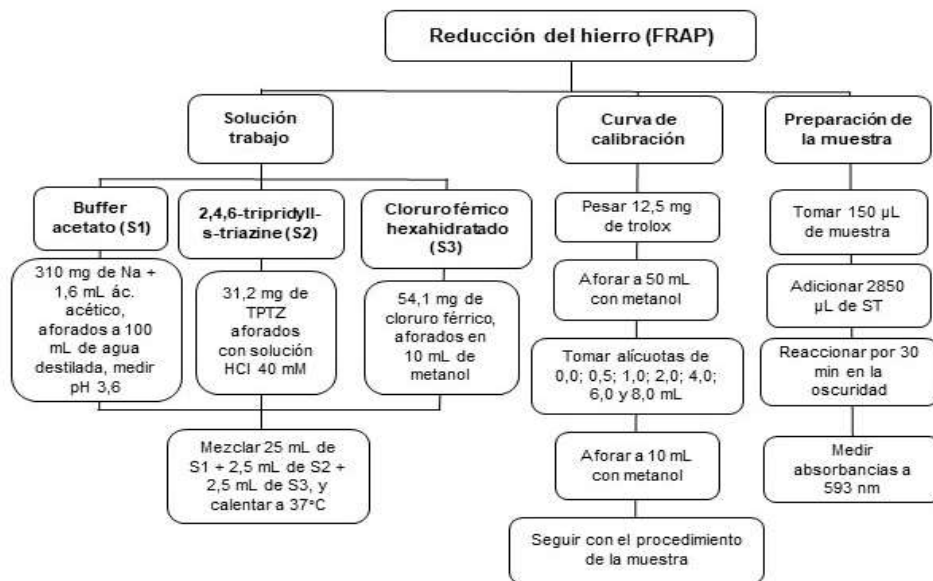 Reducción del hierro (FRAP)
Solución
trabajo
Buffer
acetato (S1)
310 mg de Na +
1,6 mL ác.
acético,
aforados a 100
mL de agua
destilada, medir
pH 3,6
2,4,6-tripridyll-
s-triazine (S2)
31,2 mg de
TPTZ
aforados
con solución
HCl 40 mM
Cloruro férrico
hexahidratado
(S3)
54,1 mg de
cloruro férrico,
aforados en
10 mL de
metanol
Mezclar 25 mL de
S1 + 2,5 mL de S2 +
2,5 mL de S3, y
calentar a 37°C
Curva de
calibración
Pesar 12,5 mg
de trolox
Aforar a 50 mL
con metanol
Tomar alícuotas de
0,0; 0,5; 1,0; 2,0; 4,0;
6,0 y 8,0 mL
Aforar a 10 mL
con metanol
Seguir con el procedimiento
de la muestra
Preparación de
la muestra
Tomar 150 µL
de muestra
Adicionar 2850
µL de ST
Reaccionar por 30
min en la
oscuridad
Medir
absorbancias a
593 nm